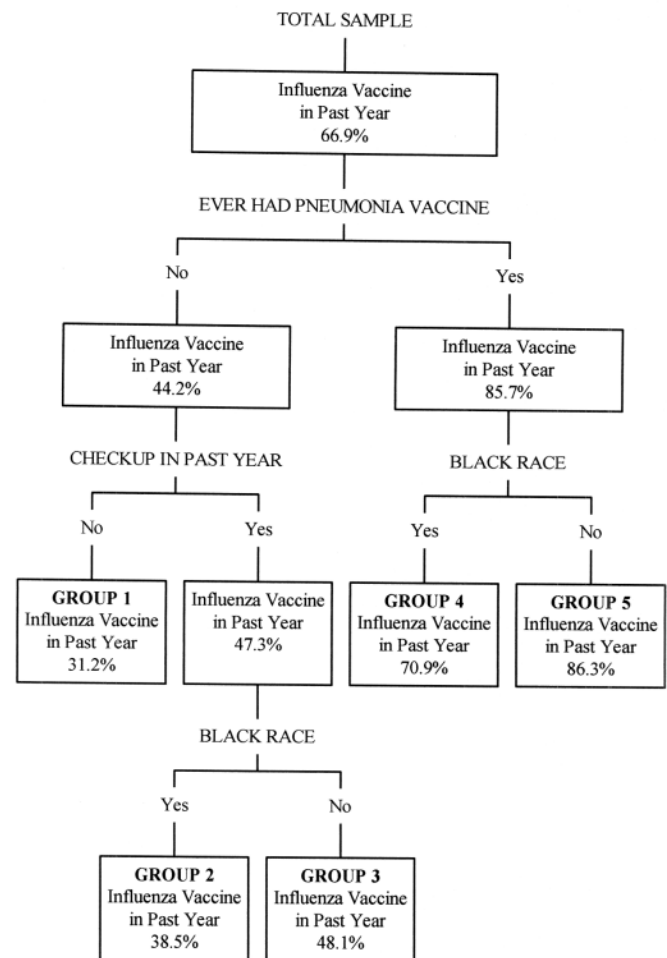 TOTAL SAMPLE
Influenza Vaccine
in Past Year
66.9%
EVER HAD PNEUMONIA VACCINE
No
Yes
Influenza Vaccine
in Past Year
44.2%
Influenza Vaccine
in Past Year
85.7%
CHECKUP IN PAST YEAR
BLACK RACE
No
Yes
Yes
No
GROUP 1
Influenza Vaccine
in Past Year
31.2%
Influenza Vaccine
in Past Year
47.3%
GROUP 4
Influenza Vaccine
in Past Year
70.9%
GROUP 5
Influenza Vaccine
in Past Year
86.3%
BLACK RACE
Yes
No
GROUP 2
Influenza Vaccine
in Past Year
38.5%
GROUP 3
Influenza Vaccine
in Past Year
48.1%